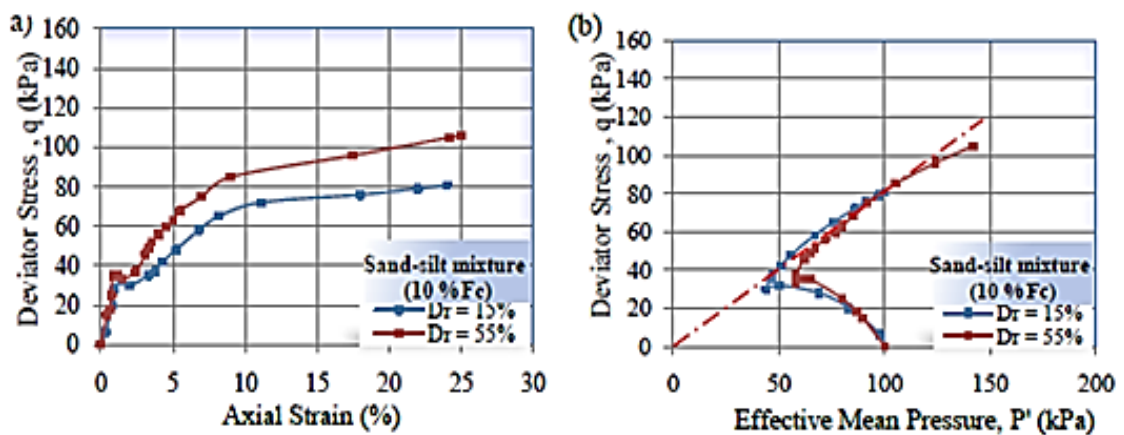 a)
160
140
120
100
80
60
40
20
0
Deviator Stress , q (kPa)
0 5 10 15 20 25 30
Axial Strain (%)
Sand-silt mixture
(10 %Fc)
Dr = 15%
Dr = 55%
(b)
160
140
120
100
80
60
40
20
0
Deviator Stress , q (kPa)
0 50 100 150 200
Effective Mean Pressure, P' (kPa)
Sand-silt mixture
(10 %Fc)
Dr = 15%
Dr = 55%